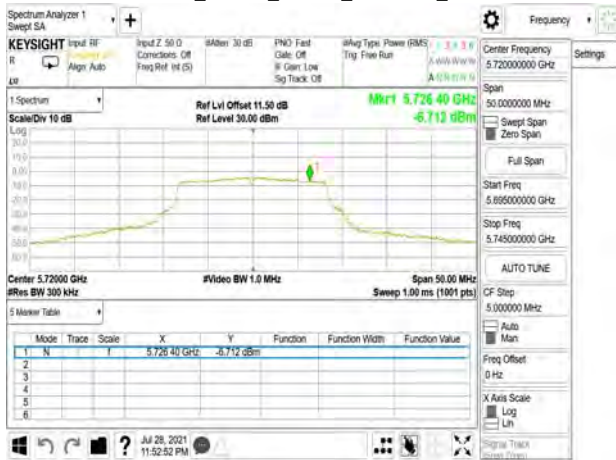 Spectrum Analyzer 1
Swept SA
+
Frequency
KEYSIGHT Input: RF
R
Align: Auto
LU
Input Z: 50 Ω
Corrections: Off
Freq Ref: Int (S)
#Atten: 30 dB
PNO: Fast
Gate: Off
IF Gain: Low
Sig Track: Off
#Avg Type: Power (RMS)
Trig: Free Run
Center Frequency
5.720000000 GHz
Settings
Span
50.0000000 MHz
Swept Span
Zero Span
Full Span
Start Freq
5.695000000 GHz
Stop Freq
5.745000000 GHz
AUTO TUNE
CF Step
5.000000 MHz
Auto
Man
Freq Offset
0 Hz
X Axis Scale
Log
Lin
Signal Track
1 Spectrum
Scale/Div 10 dB
Ref Lvl Offset 11.50 dB
Ref Level 30.00 dBm
Mkr1 5.726 40 GHz
-6.712 dBm
Log
1
Center 5.72000 GHz
#Res BW 300 kHz
#Video BW 1.0 MHz
Span 50.00 MHz
Sweep 1.00 ms (1001 pts)
5 Marker Table
Mode Trace Scale X Y Function Function Width Function Value
1 N f 5.726 40 GHz -6.712 dBm
2
3
4
5
6
?
Jul 28, 2021
11:52:52 PM